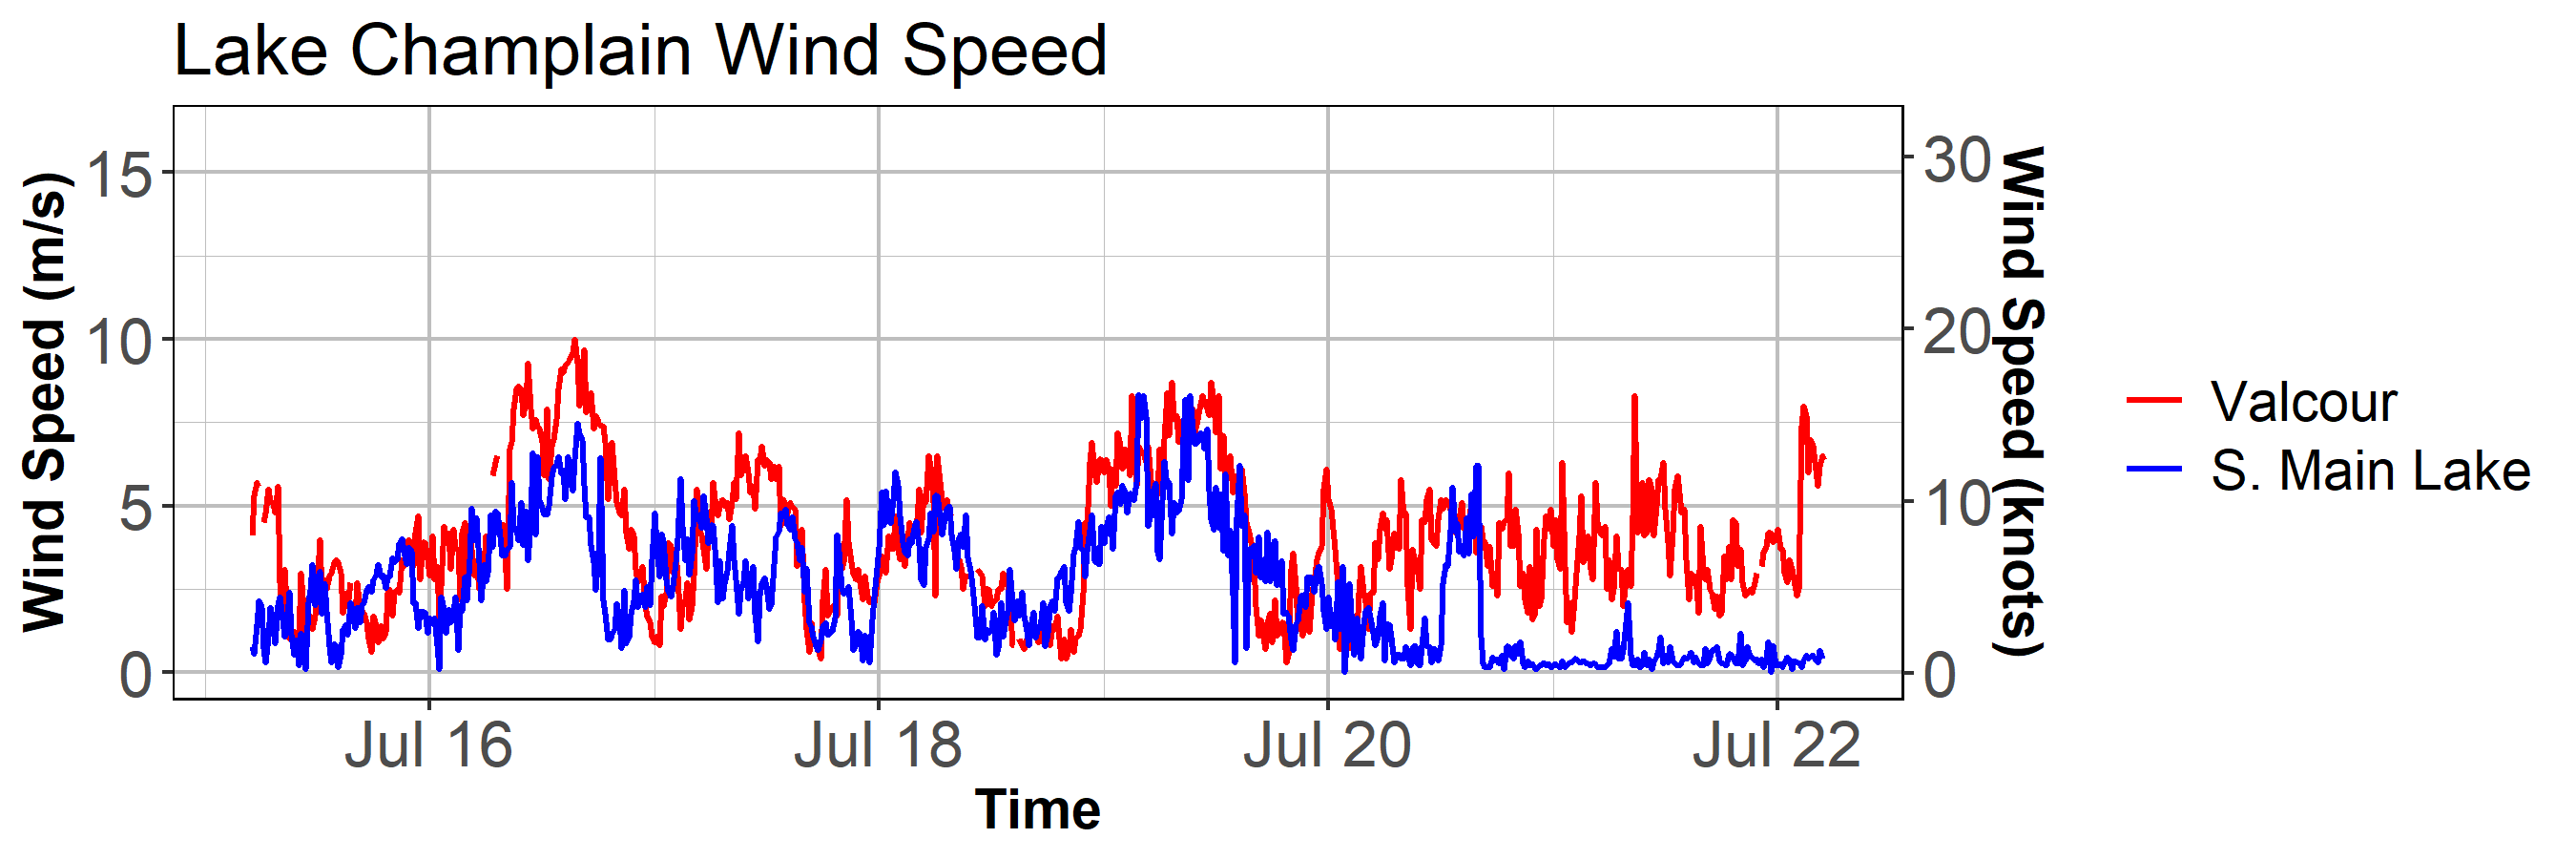 Lake Champlain Wind Speed
Wind Speed (m/s)
15
10
5
0
30
20
10
0
Wind Speed (knots)
Jul 16
Jul 18
Jul 20
Jul 22
Time
Valcour
S. Main Lake